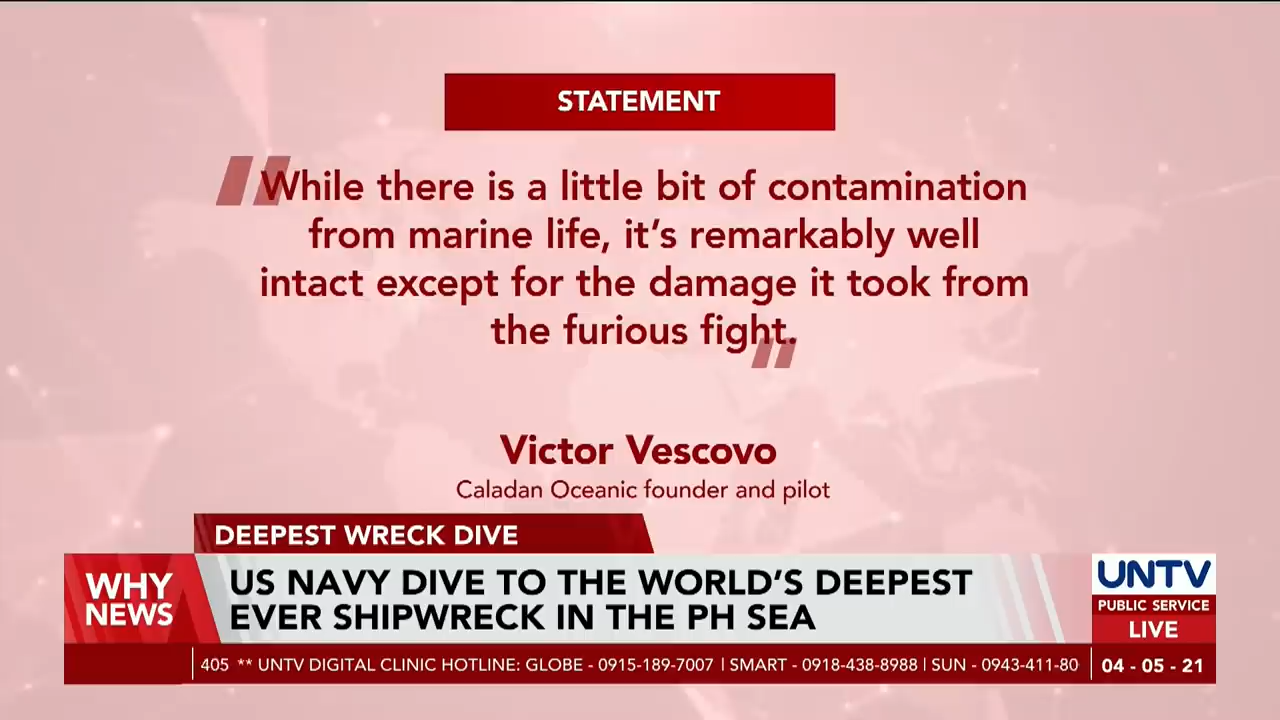 STATEMENT
"While there is a little bit of contamination
from marine life, it's remarkably well
intact except for the damage it took from
the furious fight."
Victor Vescovo
Caladan Oceanic founder and pilot
DEEPEST WRECK DIVE
WHY
NEWS
US NAVY DIVE TO THE WORLD'S DEEPEST
EVER SHIPWRECK IN THE PH SEA
UNTV
PUBLIC SERVICE
LIVE
405 ** UNTV DIGITAL CLINIC HOTLINE: GLOBE - 0915-189-7007 | SMART - 0918-438-8988 | SUN - 0943-411-80
04 - 05 - 21